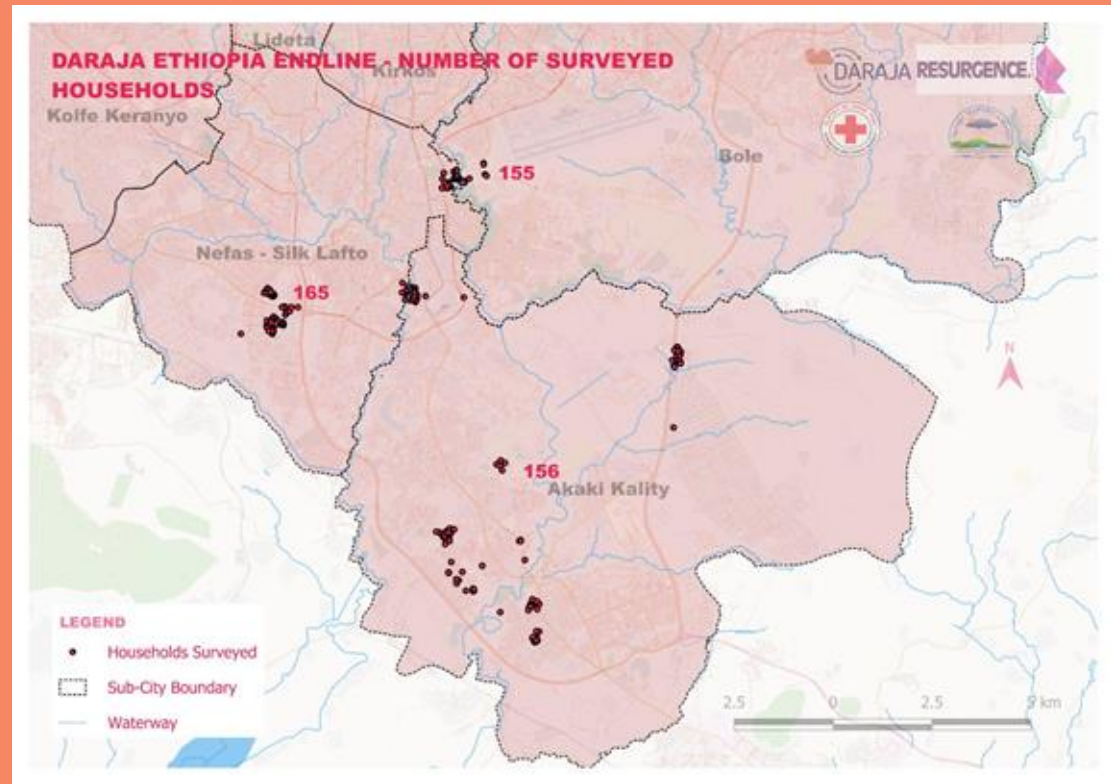 Lideta
DARAJA ETHIOPIA ENDLINE - NUMBER OF SURVEYED
HOUSEHOLDS
Kirkos
Kolfe Keranyo
DARAJA RESURGENCE.
Bole
155
Nefas - Silk Lafto
165
N
156
Akaki Kality
LEGEND
Households Surveyed
Sub-City Boundary
Waterway
2.5 0 2.5 5 km